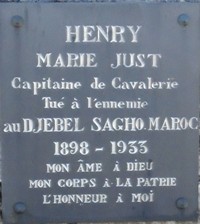 HENRY
MARIE JUST
Capitaine de Cavalerie
Tué à l'ennemie
au DJEBEL SAGHO.MAROC
1898 - 1933
MON ÂME À DIEU
MON CORPS À LA PATRIE
L'HONNEUR À MOI